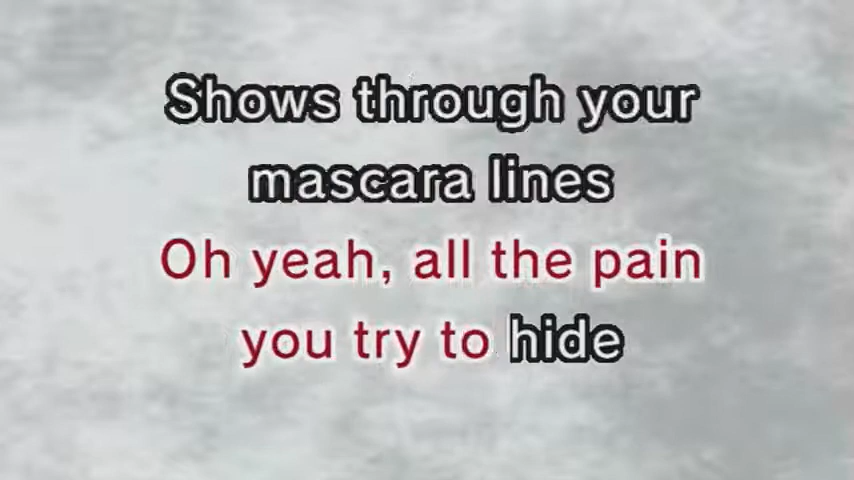 Shows through your
mascara lines
Oh yeah, all the pain
you try to hide